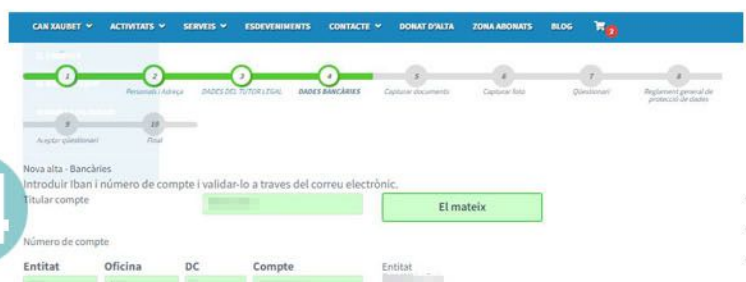 CAN XAUBET ACTIVITATS SERVEIS ESDEVENIMENTS CONTACTE DONAT D'ALTA ZONA ABONATS BLOG 2
1 2 3 4 5 6 7 8
Personals i Adreça DADES DEL TUTOR LEGAL DADES BANCÀRIES Capturar documents Capturar foto Qüestionari Reglament general de
protecció de dades
9 10
Aceptar qüestionari Final
Nova alta - Bancàries
Introduir Iban i número de compte i validar-lo a traves del correu electrònic.
Titular compte El mateix
4
Número de compte
Entitat Oficina DC Compte Entitat